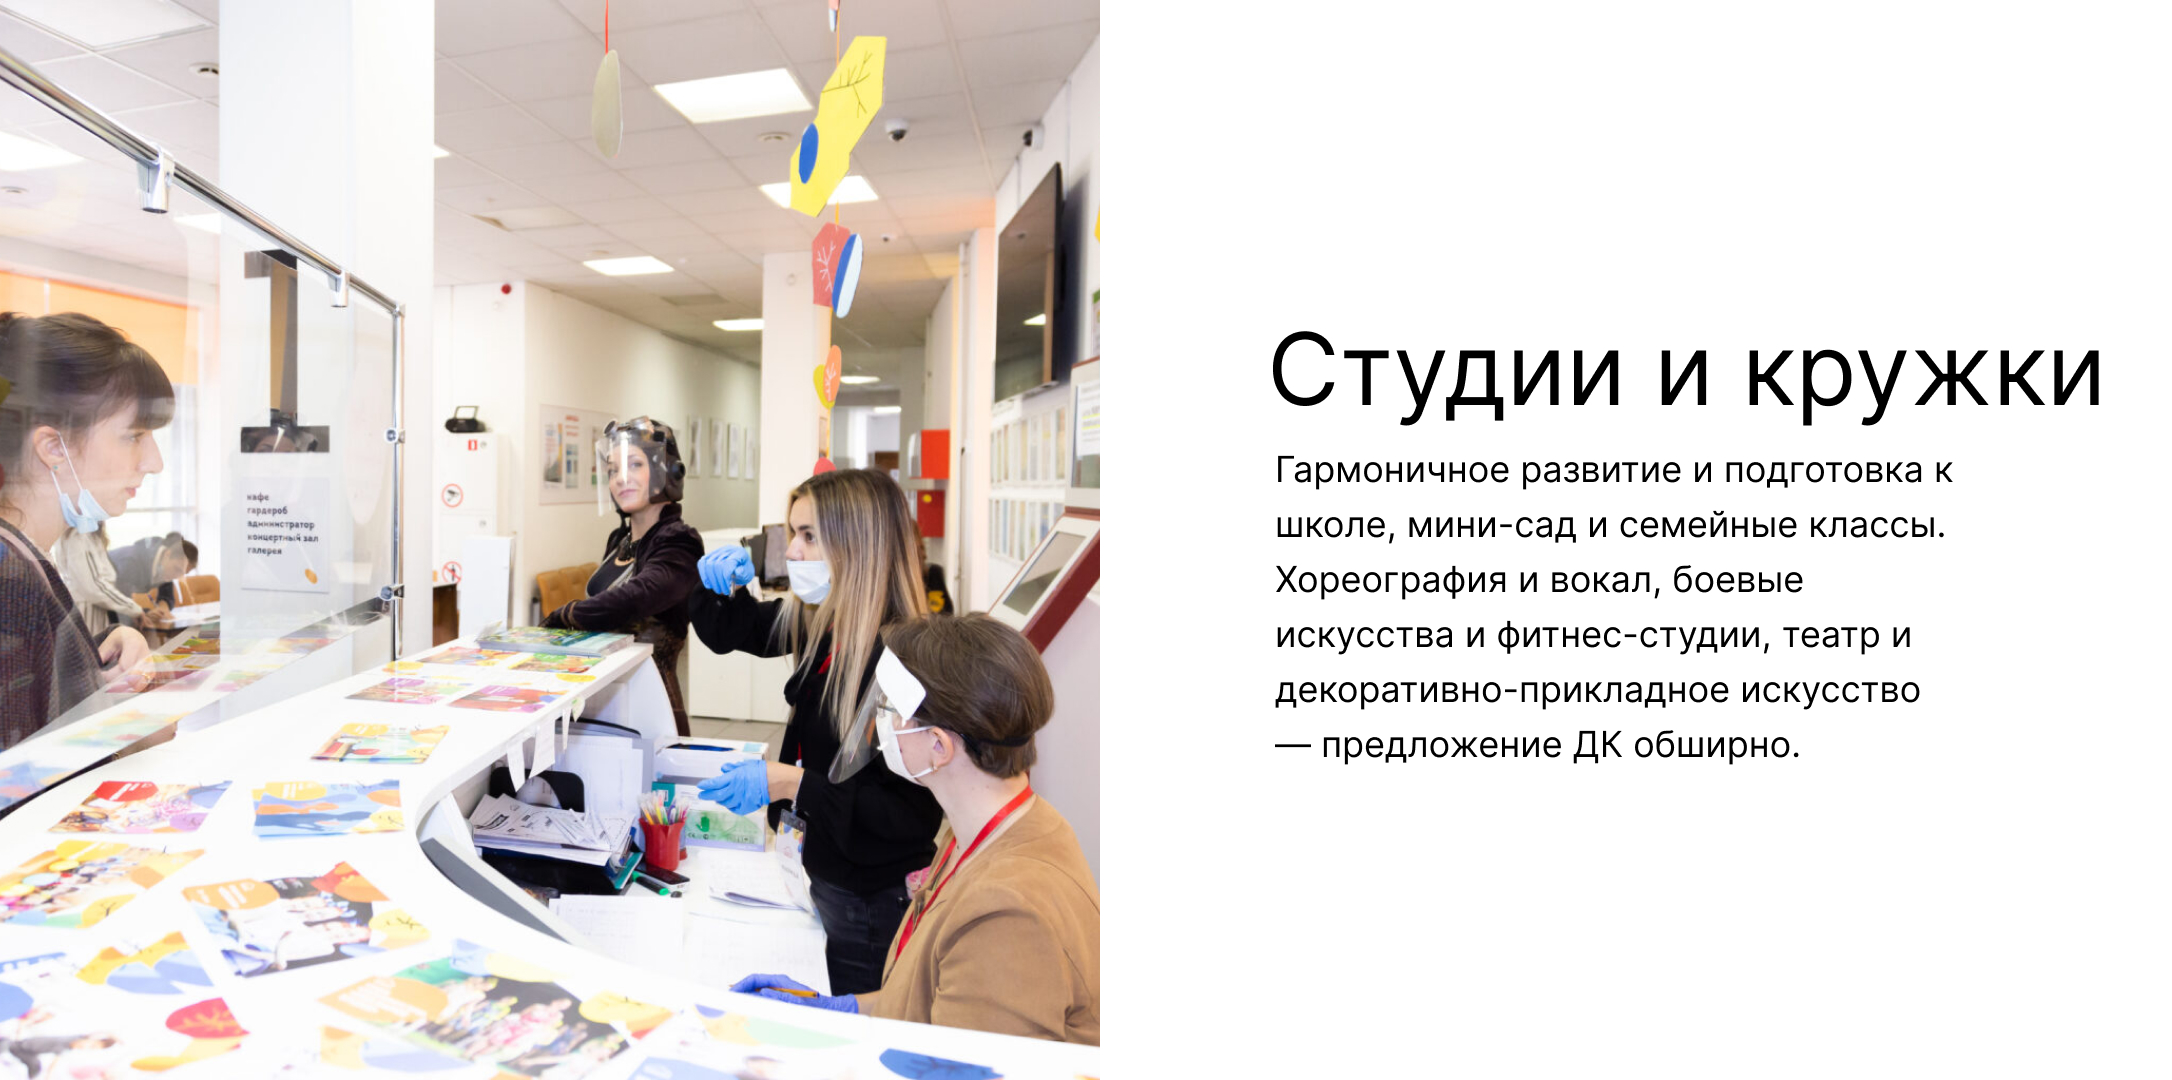 кафе
гардероб
администратор
концертный зал
галерея
Студии и кружки
Гармоничное развитие и подготовка к
школе, мини-сад и семейные классы.
Хореография и вокал, боевые
искусства и фитнес-студии, театр и
декоративно-прикладное искусство
— предложение ДК обширно.